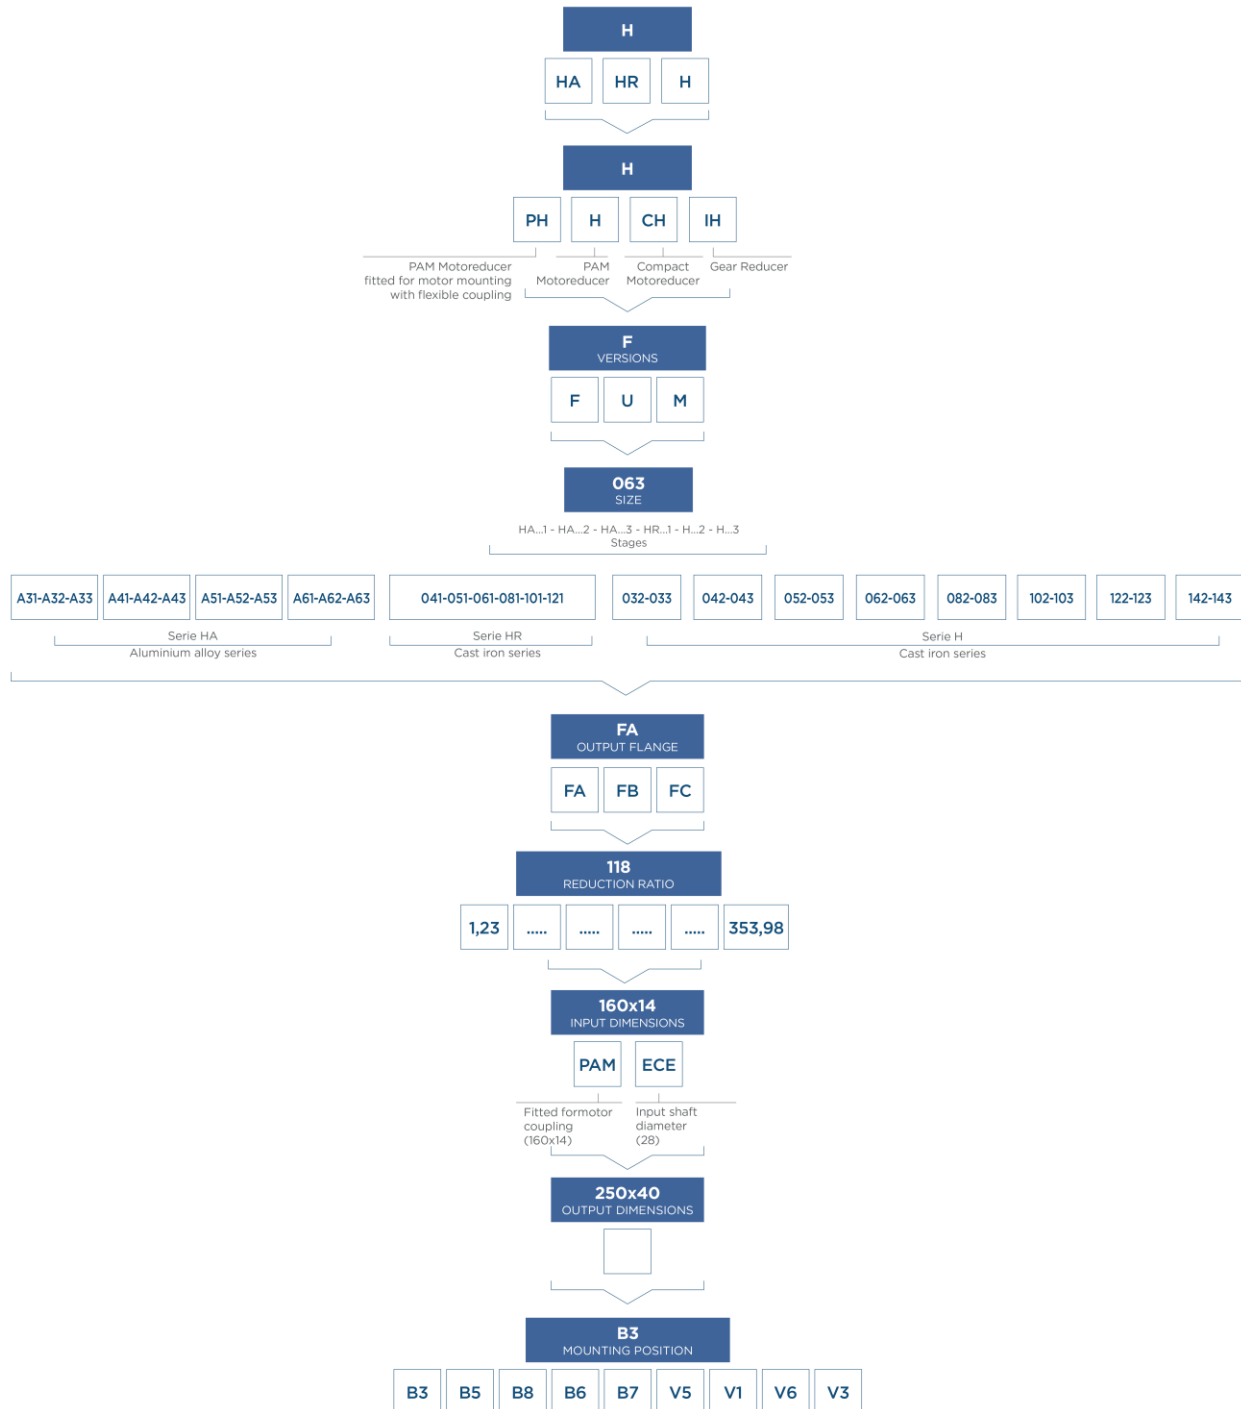 H
HA HR H
H
PH H CH IH
PAM Motoreducer
fitted for motor mounting
with flexible coupling
PAM
Motoreducer
Compact
Motoreducer
Gear Reducer
F
VERSIONS
F U M
063
SIZE
HA...1 - HA...2 - HA...3 - HR...1 - H...2 - H...3
Stages
A31-A32-A33 A41-A42-A43 A51-A52-A53 A61-A62-A63 041-051-061-081-101-121 032-033 042-043 052-053 062-063 082-083 102-103 122-123 142-143
Serie HA
Aluminium alloy series
Serie HR
Cast iron series
Serie H
Cast iron series
FA
OUTPUT FLANGE
FA FB FC
118
REDUCTION RATIO
1,23 ..... ..... ..... ..... 353,98
160x14
INPUT DIMENSIONS
PAM ECE
Fitted formotor
coupling
(160x14)
Input shaft
diameter
(28)
250x40
OUTPUT DIMENSIONS
B3
MOUNTING POSITION
B3 B5 B8 B6 B7 V5 V1 V6 V3